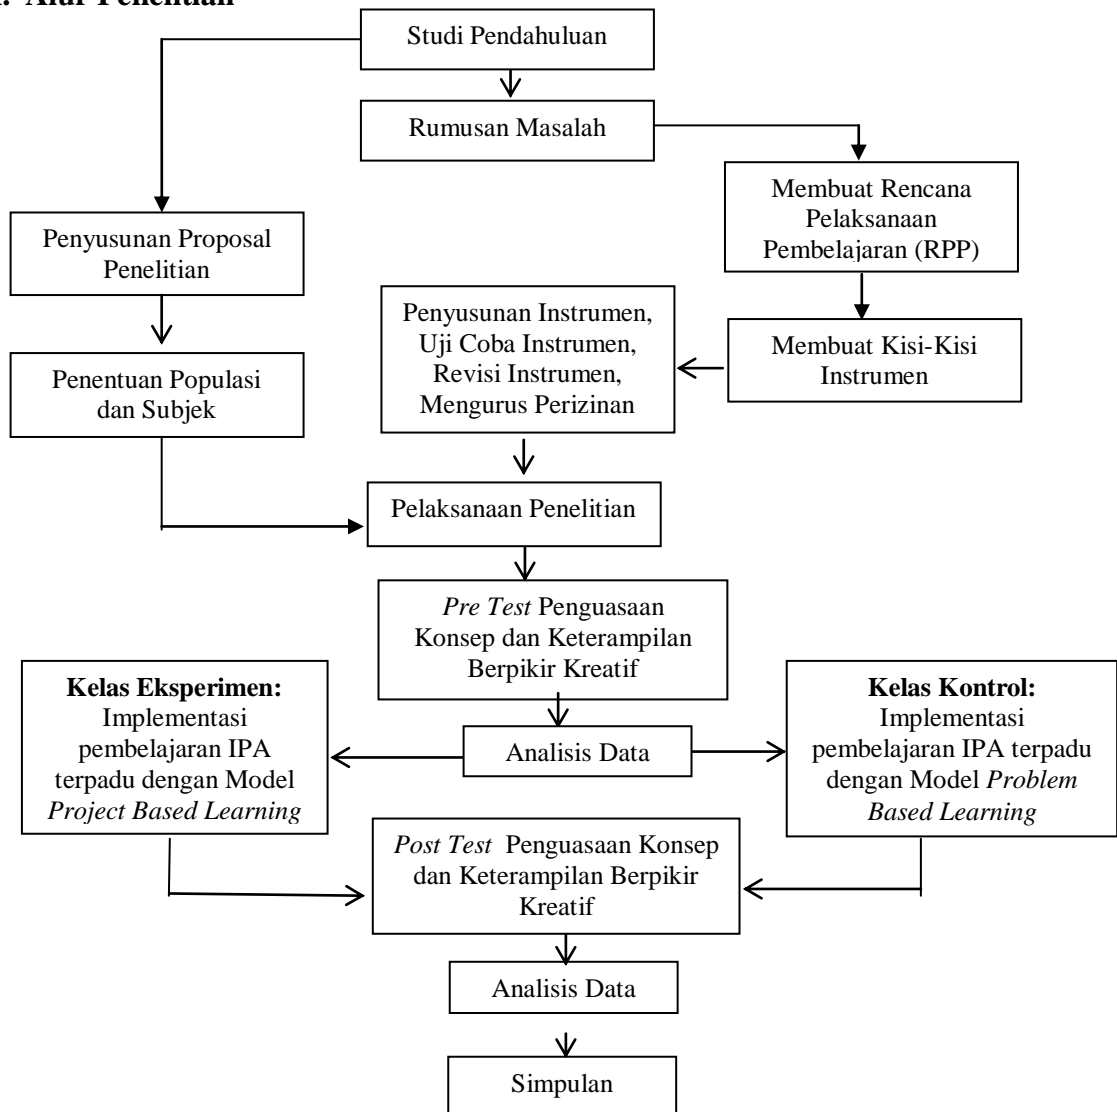 Alur Penelitian
Studi Pendahuluan
Rumusan Masalah
Membuat Rencana
Pelaksanaan
Pembelajaran (RPP)
Penyusunan Proposal
Penelitian
Penyusunan Instrumen,
Uji Coba Instrumen,
Revisi Instrumen,
Mengurus Perizinan
Membuat Kisi-Kisi
Instrumen
Penentuan Populasi
dan Subjek
Pelaksanaan Penelitian
Pre Test Penguasaan
Konsep dan Keterampilan
Berpikir Kreatif
Kelas Eksperimen:
Implementasi
pembelajaran IPA
terpadu dengan Model
Project Based Learning
Analisis Data
Kelas Kontrol:
Implementasi
pembelajaran IPA terpadu
dengan Model Problem
Based Learning
Post Test Penguasaan Konsep
dan Keterampilan Berpikir
Kreatif
Analisis Data
Simpulan